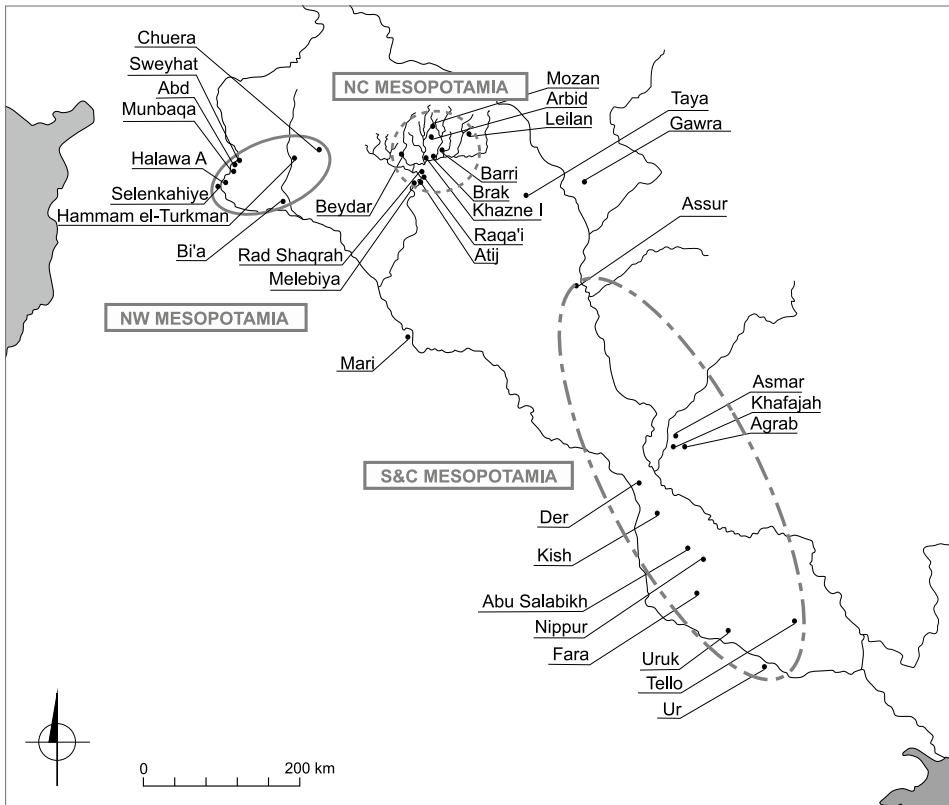 Chuera
Sweyhat
Abd
Munbaqa
Halawa A
Selenkahiye
Hammam el-Turkman
Bi'a
NW MESOPOTAMIA
NC MESOPOTAMIA
Mozan
Arbid
Leilan
Barri
Brak
Khazne I
Raqa'i
Atij
Beydar
Rad Shaqrah
Melebiya
Taya
Gawra
Assur
Mari
Asmar
Khafajah
Agrab
S&C MESOPOTAMIA
Der
Kish
Abu Salabikh
Nippur
Fara
Uruk
Tello
Ur
0 200 km